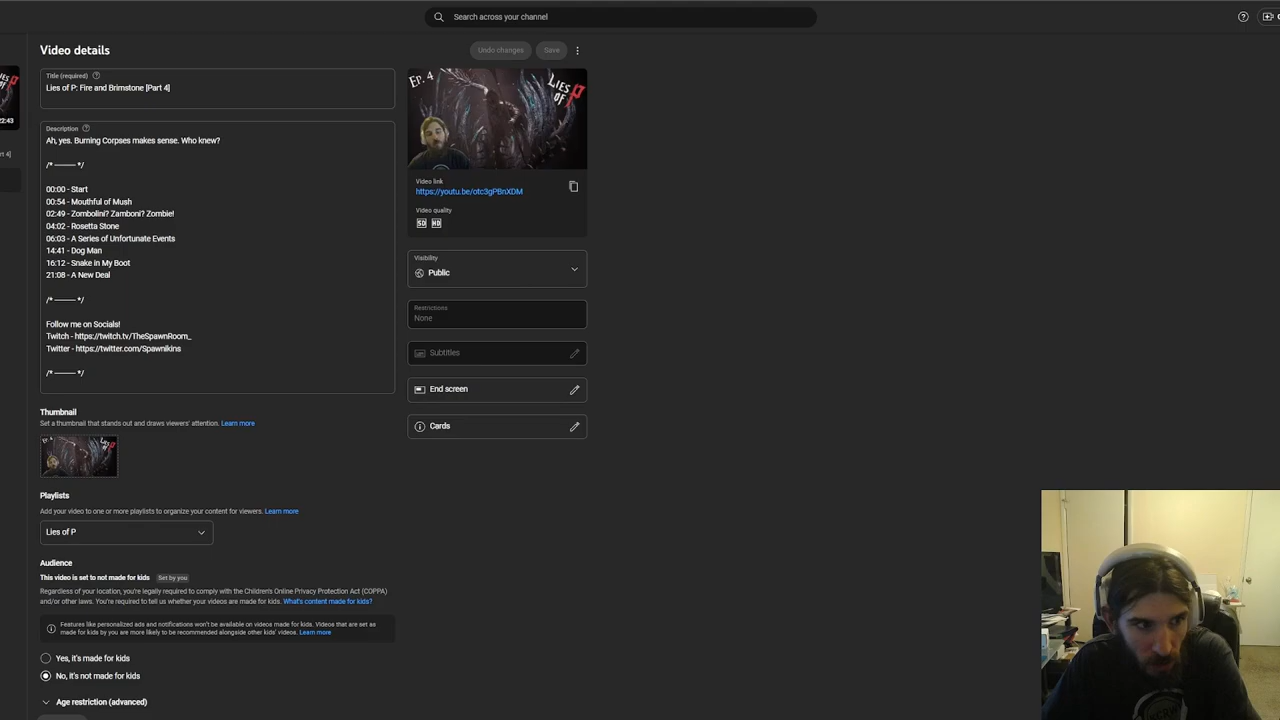 Search across your channel
Video details
Undo changes
Save
Title (required)
Lies of P: Fire and Brimstone [Part 4]
Description
Ah, yes. Burning Corpses makes sense. Who knew?
/* ——— */
00:00 - Start
00:54 - Mouthful of Mush
02:49 - Zombolini? Zamboni? Zombie!
04:02 - Rosetta Stone
06:03 - A Series of Unfortunate Events
14:41 - Dog Man
16:12 - Snake in My Boot
21:08 - A New Deal
/* ——— */
Follow me on Socials!
Twitch - https://twitch.tv/TheSpawnRoom_
Twitter - https://twitter.com/Spawnikins
/* ——— */
Thumbnail
Set a thumbnail that stands out and draws viewers' attention. Learn more
Playlists
Add your video to one or more playlists to organize your content for viewers. Learn more
Lies of P
Audience
This video is set to not made for kids Set by you
Regardless of your location, you're legally required to comply with the Children's Online Privacy Protection Act (COPPA)
and/or other laws. You're required to tell us whether your videos are made for kids. What's content made for kids?
Features like personalized ads and notifications won't be available on videos made for kids. Videos that are set as
made for kids by you are more likely to be recommended alongside other kids' videos. Learn more
Yes, it's made for kids
No, it's not made for kids
Age restriction (advanced)
Ep. 4
LIES
OF P
Video link
https://youtu.be/otc3gPBnXDM
Video quality
SD HD
Visibility
Public
Restrictions
None
Subtitles
End screen
Cards
22:43
rt 4]